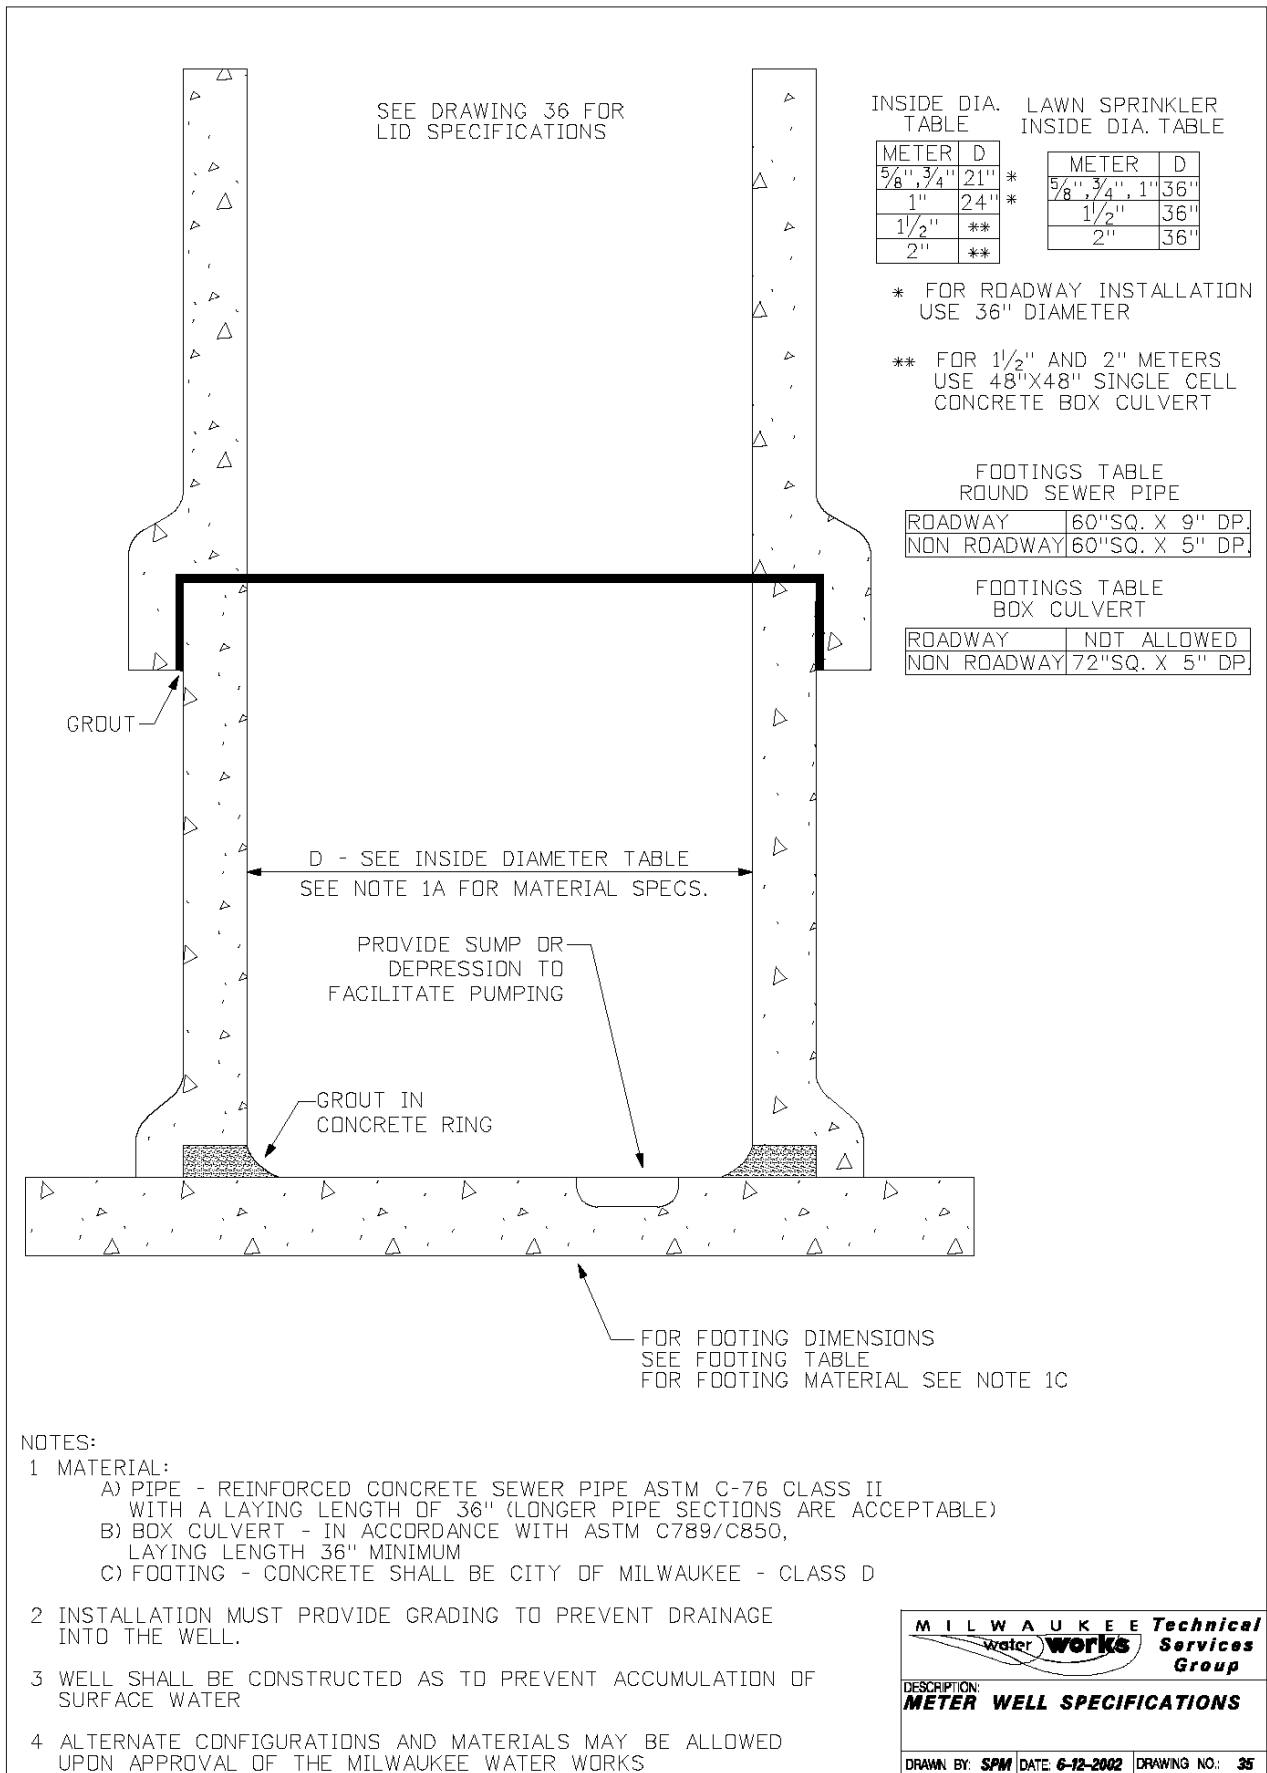 SEE DRAWING 36 FOR
LID SPECIFICATIONS
INSIDE DIA.
TABLE
METER D
5/8", 3/4" 21" *
1" 24" *
1 1/2" **
2" **
LAWN SPRINKLER
INSIDE DIA. TABLE
METER D
5/8", 3/4", 1" 36"
1 1/2" 36"
2" 36"
* FOR ROADWAY INSTALLATION
USE 36" DIAMETER
** FOR 1 1/2" AND 2" METERS
USE 48"X48" SINGLE CELL
CONCRETE BOX CULVERT
FOOTINGS TABLE
ROUND SEWER PIPE
ROADWAY 60"SQ. X 9" DP.
NON ROADWAY 60"SQ. X 5" DP.
FOOTINGS TABLE
BOX CULVERT
ROADWAY NOT ALLOWED
NON ROADWAY 72"SQ. X 5" DP.
GROUT
D - SEE INSIDE DIAMETER TABLE
SEE NOTE 1A FOR MATERIAL SPECS.
PROVIDE SUMP OR
DEPRESSION TO
FACILITATE PUMPING
GROUT IN
CONCRETE RING
FOR FOOTING DIMENSIONS
SEE FOOTING TABLE
FOR FOOTING MATERIAL SEE NOTE 1C
NOTES:
1 MATERIAL:
A) PIPE - REINFORCED CONCRETE SEWER PIPE ASTM C-76 CLASS II
WITH A LAYING LENGTH OF 36" (LONGER PIPE SECTIONS ARE ACCEPTABLE)
B) BOX CULVERT - IN ACCORDANCE WITH ASTM C789/C850,
LAYING LENGTH 36" MINIMUM
C) FOOTING - CONCRETE SHALL BE CITY OF MILWAUKEE - CLASS D
2 INSTALLATION MUST PROVIDE GRADING TO PREVENT DRAINAGE
INTO THE WELL.
3 WELL SHALL BE CONSTRUCTED AS TO PREVENT ACCUMULATION OF
SURFACE WATER
4 ALTERNATE CONFIGURATIONS AND MATERIALS MAY BE ALLOWED
UPON APPROVAL OF THE MILWAUKEE WATER WORKS
MILWAUKEE
water works
Technical
Services
Group
DESCRIPTION:
METER WELL SPECIFICATIONS
DRAWN BY: SPM DATE: 6-12-2002 DRAWING NO.: 35